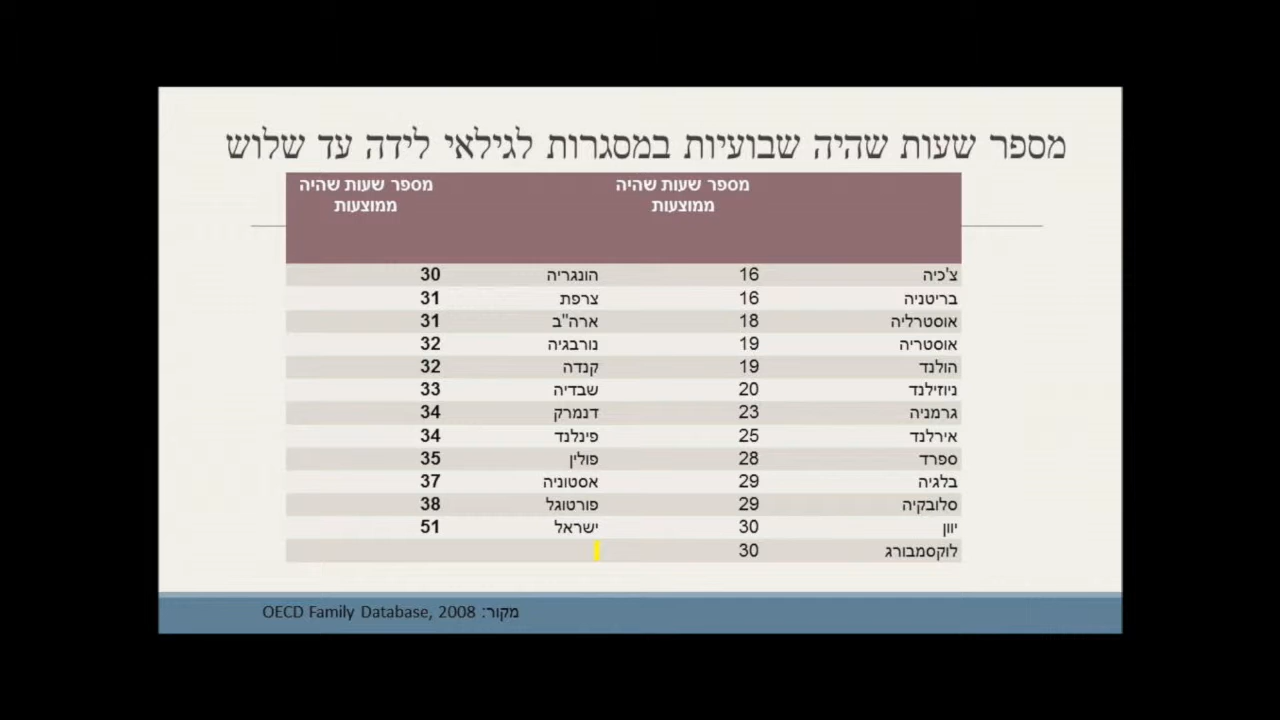 מספר שעות שהיה שבועיות במסגרות לגילאי לידה עד שלוש
מספר שעות שהיה ממוצעות מספר שעות שהיה ממוצעות
צ'כיה 16 הונגריה 30
בריטניה 16 צרפת 31
אוסטרליה 18 ארה"ב 31
אוסטריה 19 נורבגיה 32
הולנד 19 קנדה 32
ניוזילנד 20 שבדיה 33
גרמניה 23 דנמרק 34
אירלנד 25 פינלנד 34
ספרד 28 פולין 35
בלגיה 29 אסטוניה 37
סלובקיה 29 פורטוגל 38
יוון 30 ישראל 51
לוקסמבורג 30
מקור: OECD Family Database, 2008